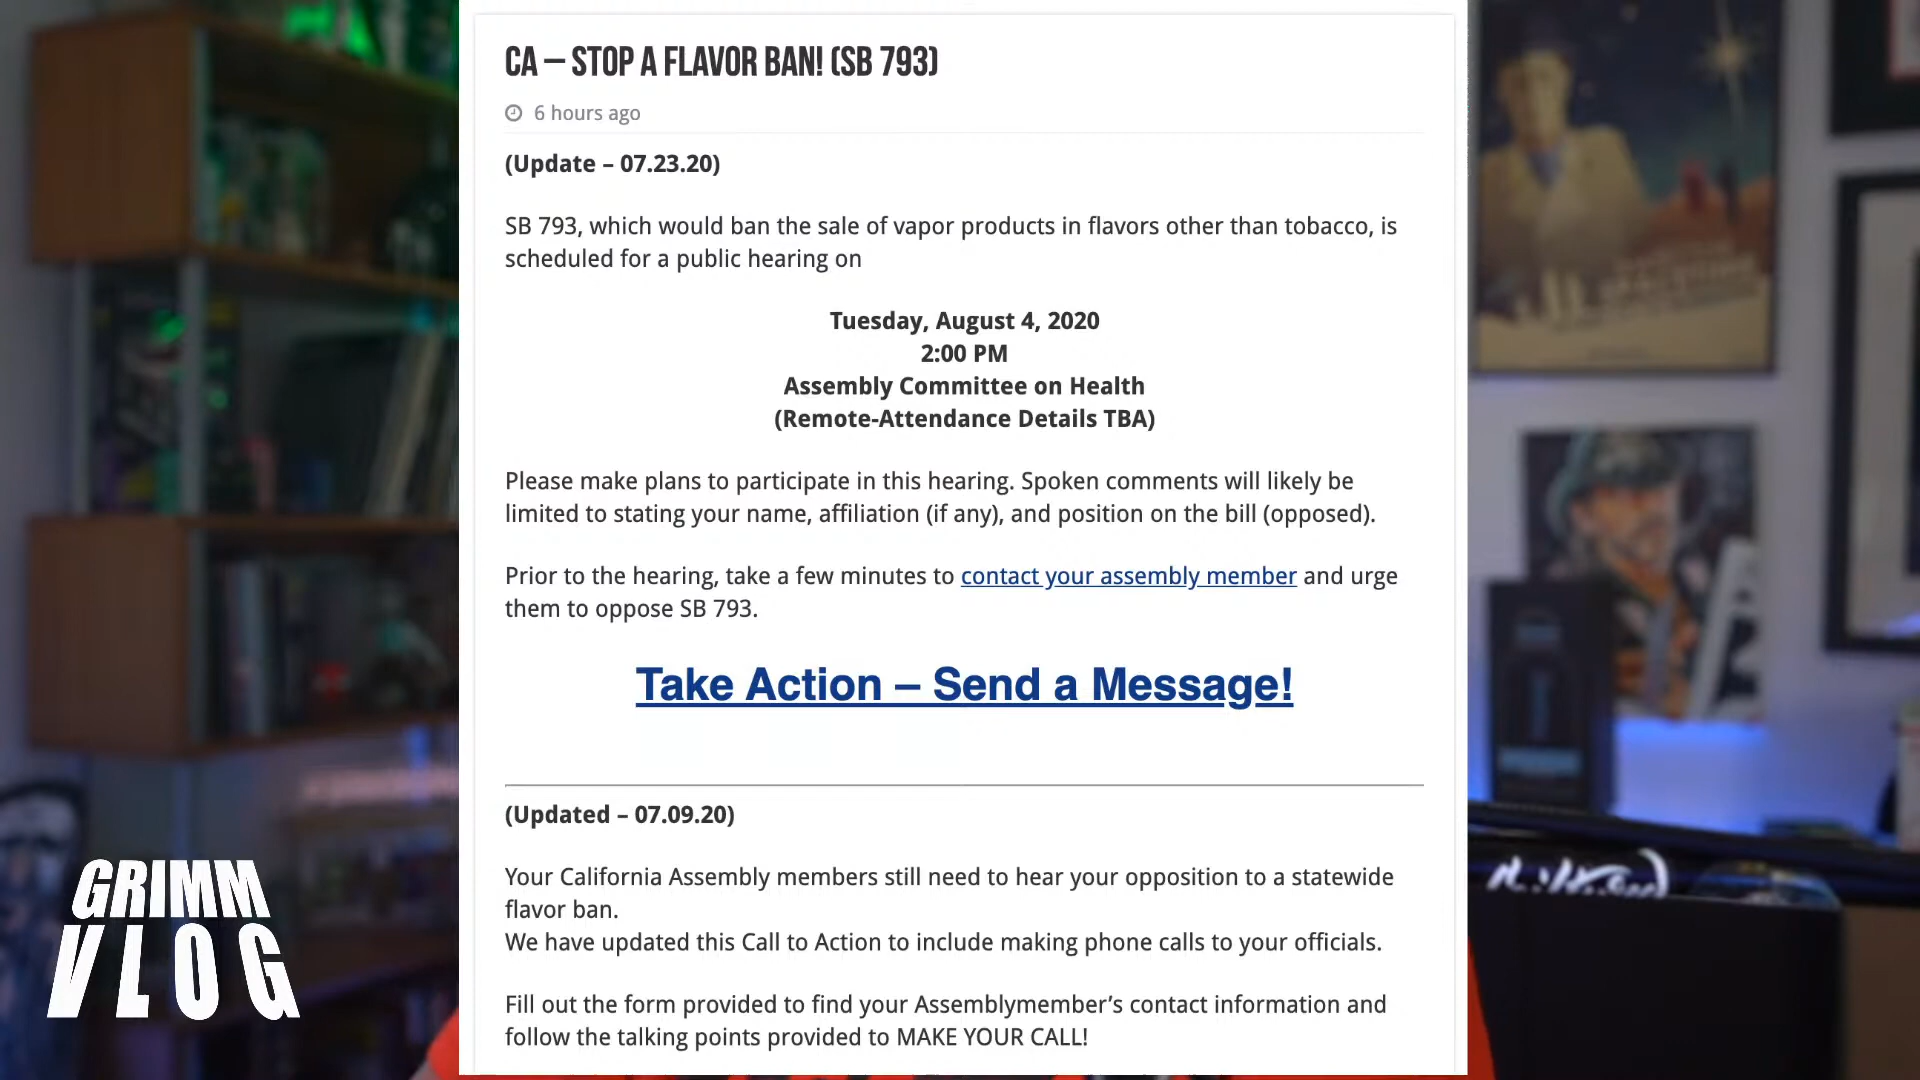 CA – STOP A FLAVOR BAN! (SB 793)
6 hours ago
(Update – 07.23.20)
SB 793, which would ban the sale of vapor products in flavors other than tobacco, is
scheduled for a public hearing on
Tuesday, August 4, 2020
2:00 PM
Assembly Committee on Health
(Remote-Attendance Details TBA)
Please make plans to participate in this hearing. Spoken comments will likely be
limited to stating your name, affiliation (if any), and position on the bill (opposed).
Prior to the hearing, take a few minutes to contact your assembly member and urge
them to oppose SB 793.
Take Action – Send a Message!
(Updated – 07.09.20)
Your California Assembly members still need to hear your opposition to a statewide
flavor ban.
We have updated this Call to Action to include making phone calls to your officials.
Fill out the form provided to find your Assemblymember’s contact information and
follow the talking points provided to MAKE YOUR CALL!
GRIMM
VLOG